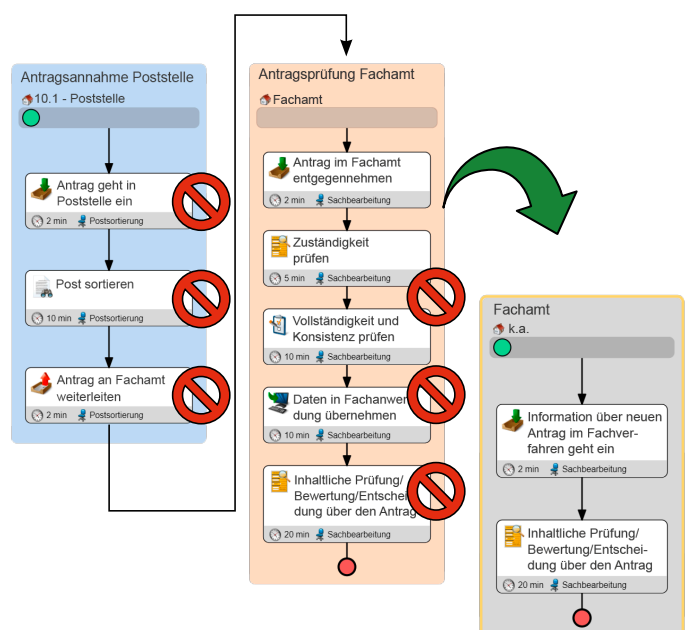 Antragsannahme Poststelle
10.1 - Poststelle
Antrag geht in
Poststelle ein
2 min Postsortierung
Post sortieren
10 min Postsortierung
Antrag an Fachamt
weiterleiten
2 min Postsortierung
Antragsprüfung Fachamt
Fachamt
Antrag im Fachamt
entgegennehmen
2 min Sachbearbeitung
Zuständigkeit
prüfen
5 min Sachbearbeitung
Vollständigkeit und
Konsistenz prüfen
10 min Sachbearbeitung
Daten in Fachanwen
dung übernehmen
10 min Sachbearbeitung
Inhaltliche Prüfung/
Bewertung/Entschei
dung über den Antrag
20 min Sachbearbeitung
Fachamt
k.a.
Information über neuen
Antrag im Fachver-
fahren geht ein
2 min Sachbearbeitung
Inhaltliche Prüfung/
Bewertung/Entschei-
dung über den Antrag
20 min Sachbearbeitung